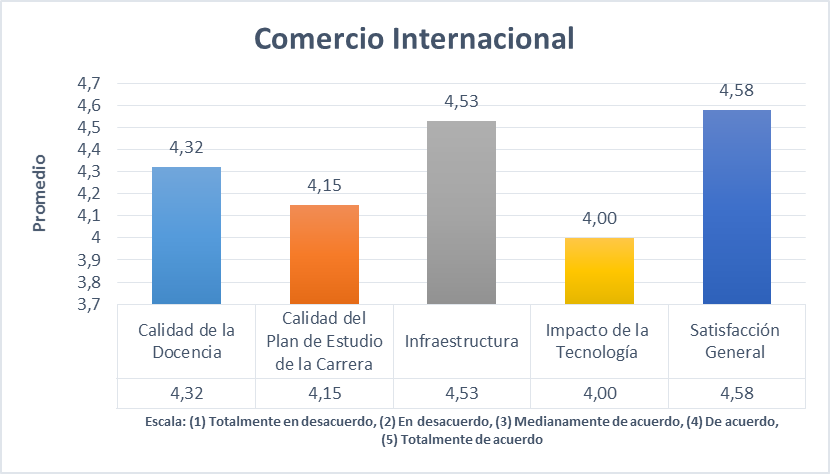 Comercio Internacional
4,7
4,6
4,5
4,4
4,3
4,2
4,1
4
3,9
3,8
3,7
Promedio
4,32
4,15
4,53
4,00
4,58
Calidad de la
Docencia
Calidad del
Plan de Estudio
de la Carrera
Infraestructura
Impacto de la
Tecnología
Satisfacción
General
4,32
4,15
4,53
4,00
4,58
Escala: (1) Totalmente en desacuerdo, (2) En desacuerdo, (3) Medianamente de acuerdo, (4) De acuerdo,
(5) Totalmente de acuerdo